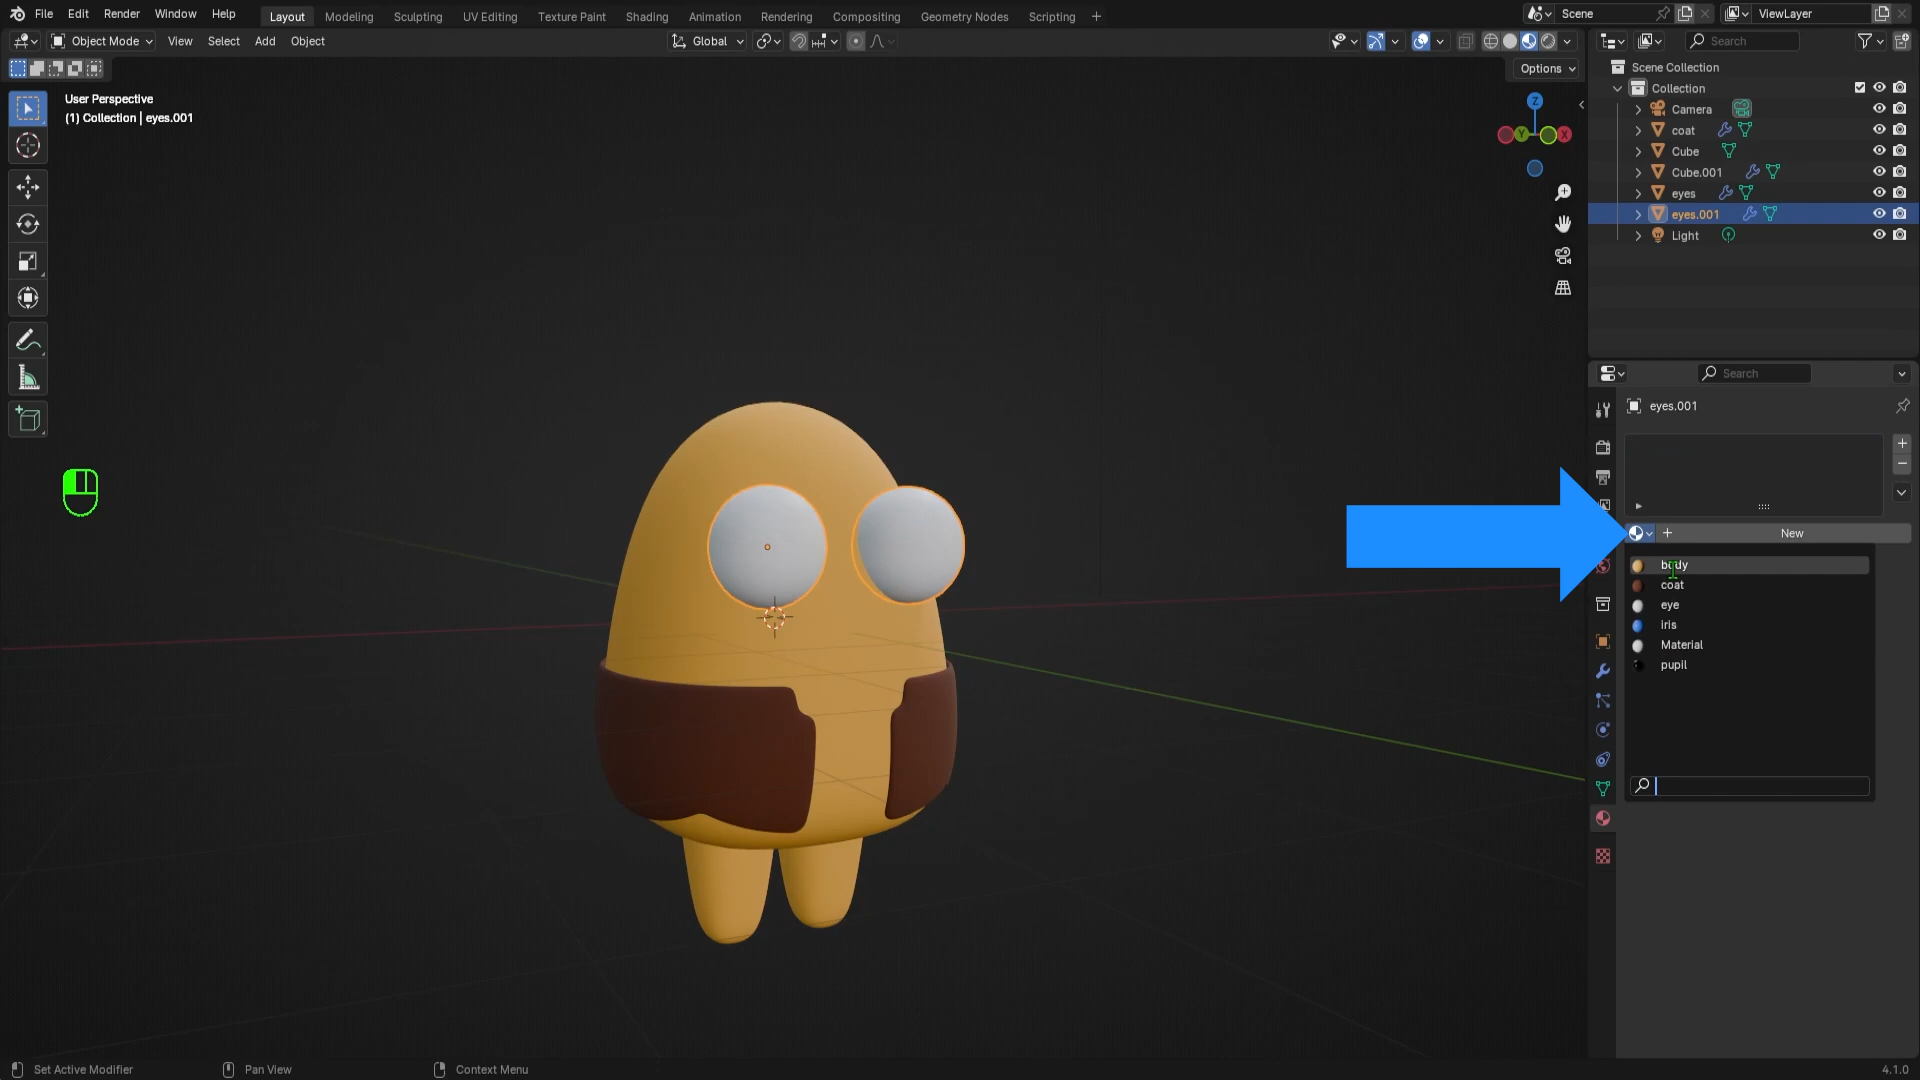 File Edit Render Window Help Layout Modeling Sculpting UV Editing Texture Paint Shading Animation Rendering Compositing Geometry Nodes Scripting + Scene ViewLayer
Object Mode View Select Add Object Global Search
Options
User Perspective
(1) Collection | eyes.001
Z
Y
X
Scene Collection
Collection
Camera
coat
Cube
Cube.001
eyes
eyes.001
Light
Search
eyes.001
New
body
coat
eye
iris
Material
pupil
Set Active Modifier Pan View Context Menu 4.1.0